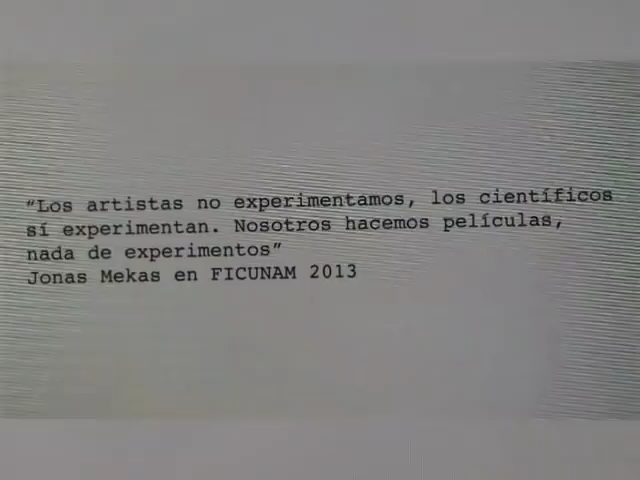 “Los artistas no experimentamos, los científicos
sí experimentan. Nosotros hacemos películas,
nada de experimentos”
Jonas Mekas en FICUNAM 2013